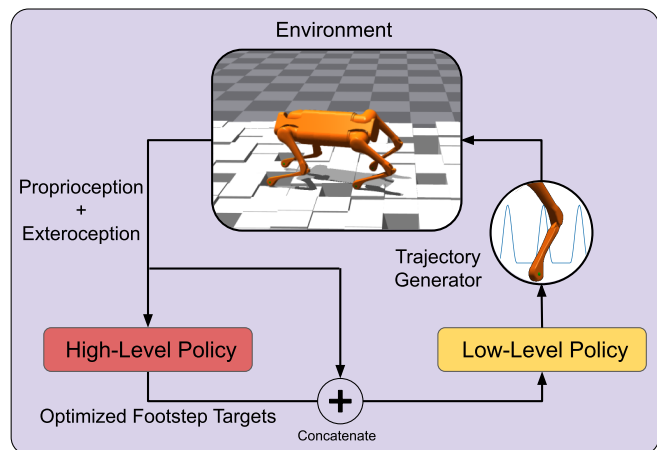 Environment
Proprioception
+
Exteroception
Trajectory
Generator
High-Level Policy
Low-Level Policy
Optimized Footstep Targets
+
Concatenate